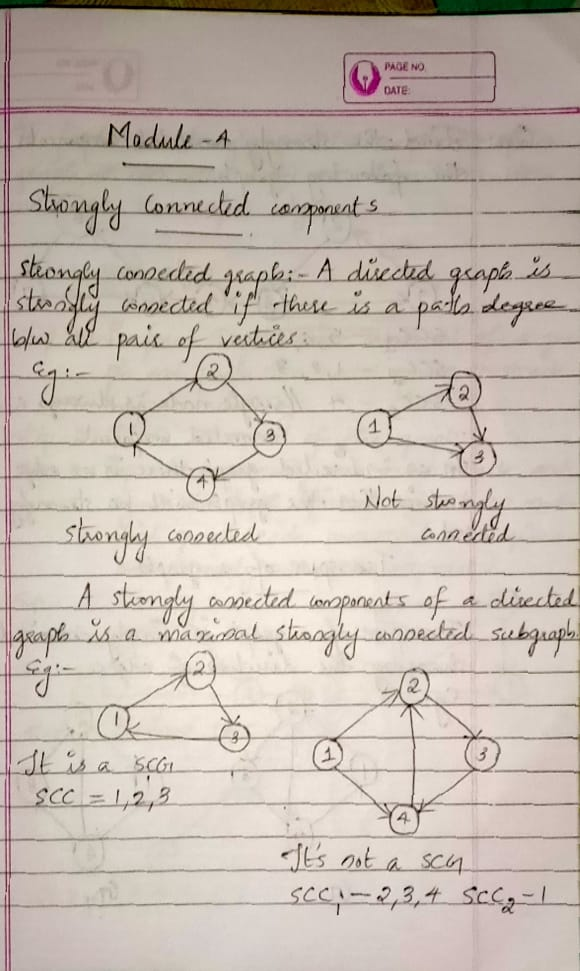 PAGE NO.
DATE:
Module - 4
Strongly Connected components
Strongly connected graph:- A directed graph is
strongly connected if there is a path degree
b/w all pair of vertices.
Eg:-
2
1
3
4
1
2
3
Strongly connected
Not strongly
connected
A strongly connected components of a directed
graph is a maximal strongly connected subgraph.
Eg:-
2
1
3
2
1
3
4
It is a SCG
SCC = 1,2,3
It's not a SCG
SCC1 - 2,3,4 SCC2 - 1